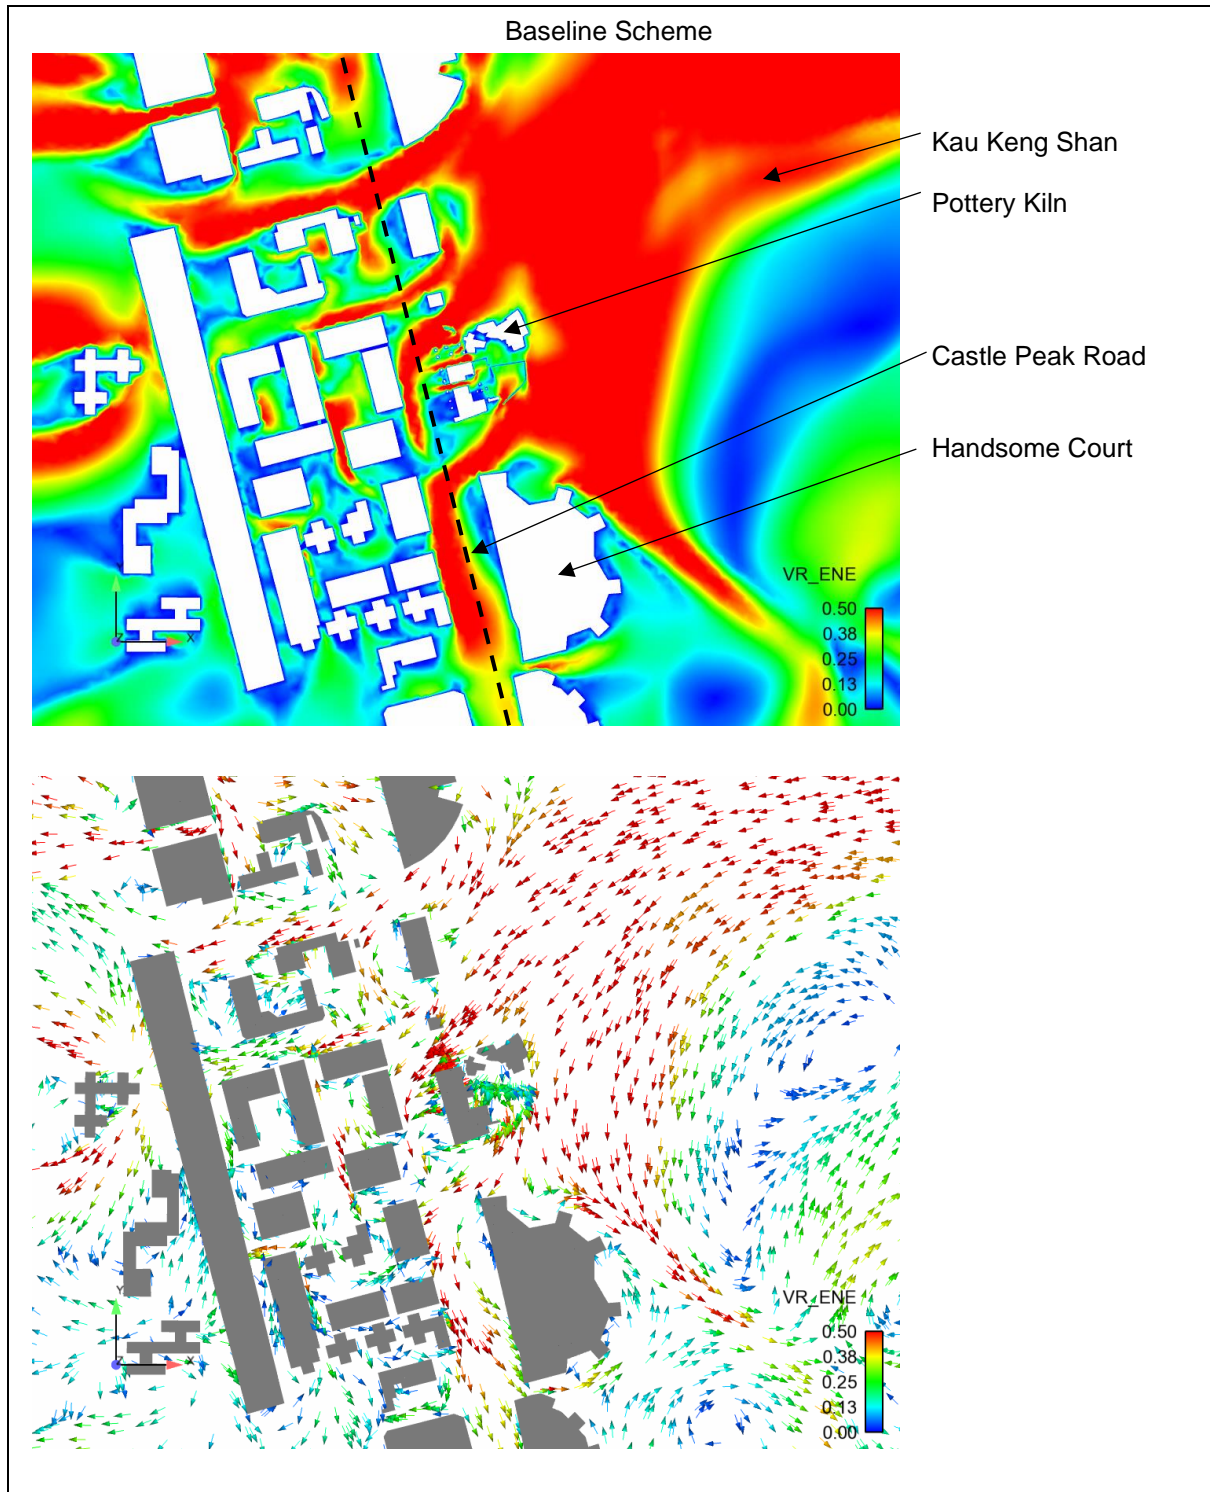 Baseline Scheme
Kau Keng Shan
Pottery Kiln
Castle Peak Road
Handsome Court
VR_ENE
0.50
0.38
0.25
0.13
0.00
Y
Z
X
VR_ENE
0.50
0.38
0.25
0.13
0.00
Y
Z
X